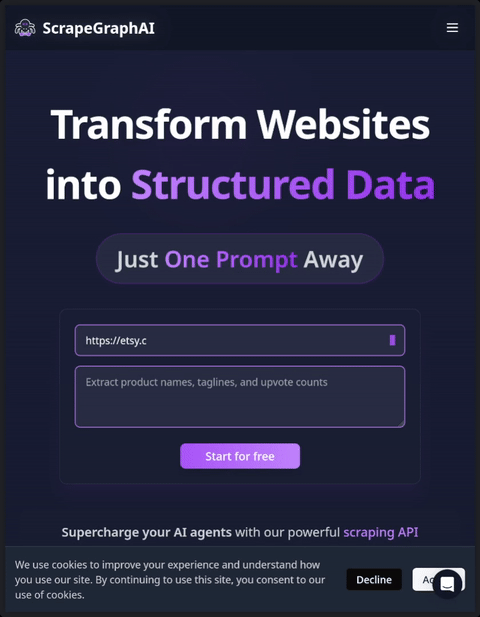 ScrapeGraphAI
Transform Websites
into Structured Data
Just One Prompt Away
https://etsy.c
Extract product names, taglines, and upvote counts
Start for free
Supercharge your AI agents with our powerful scraping API
We use cookies to improve your experience and understand how
you use our site. By continuing to use this site, you consent to our
use of cookies.
Decline